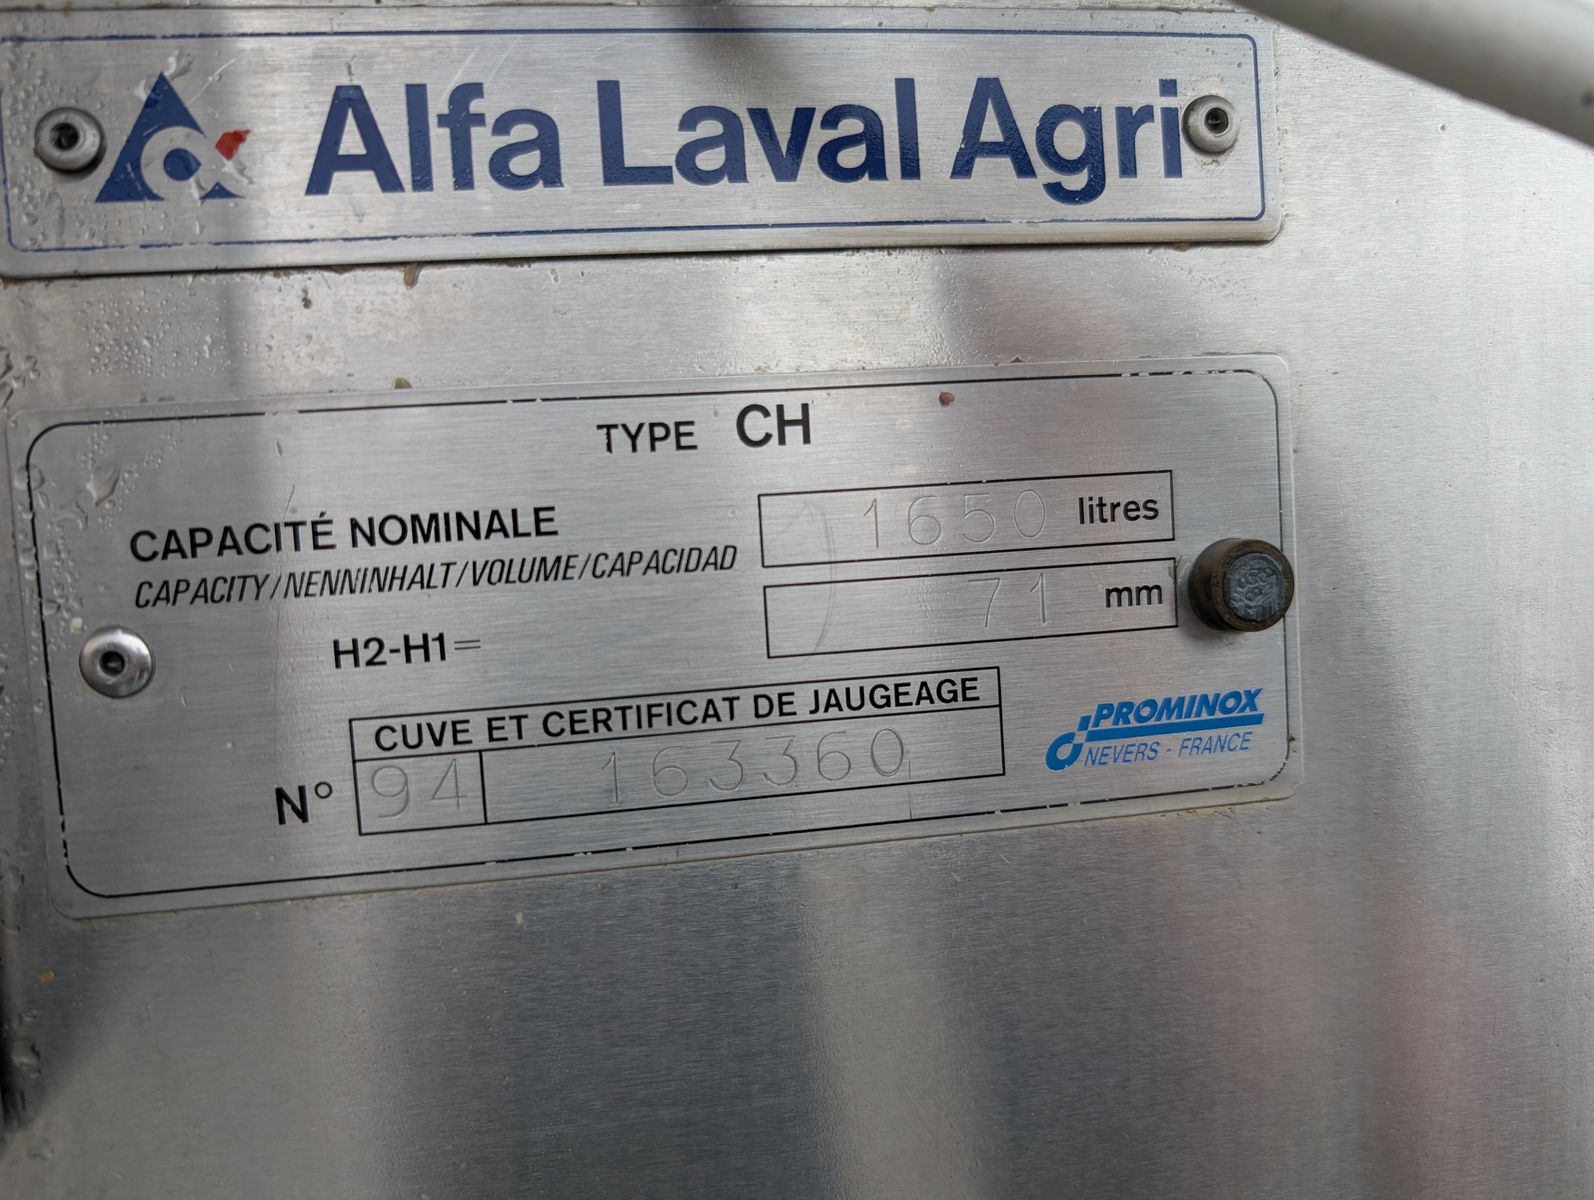 Alfa Laval Agri
TYPE CH
CAPACITÉ NOMINALE 1650 litres
CAPACITY/NENNINHALT/VOLUME/CAPACIDAD
H2-H1= 71 mm
CUVE ET CERTIFICAT DE JAUGEAGE
N° 94 163360
PROMINOX
NEVERS - FRANCE